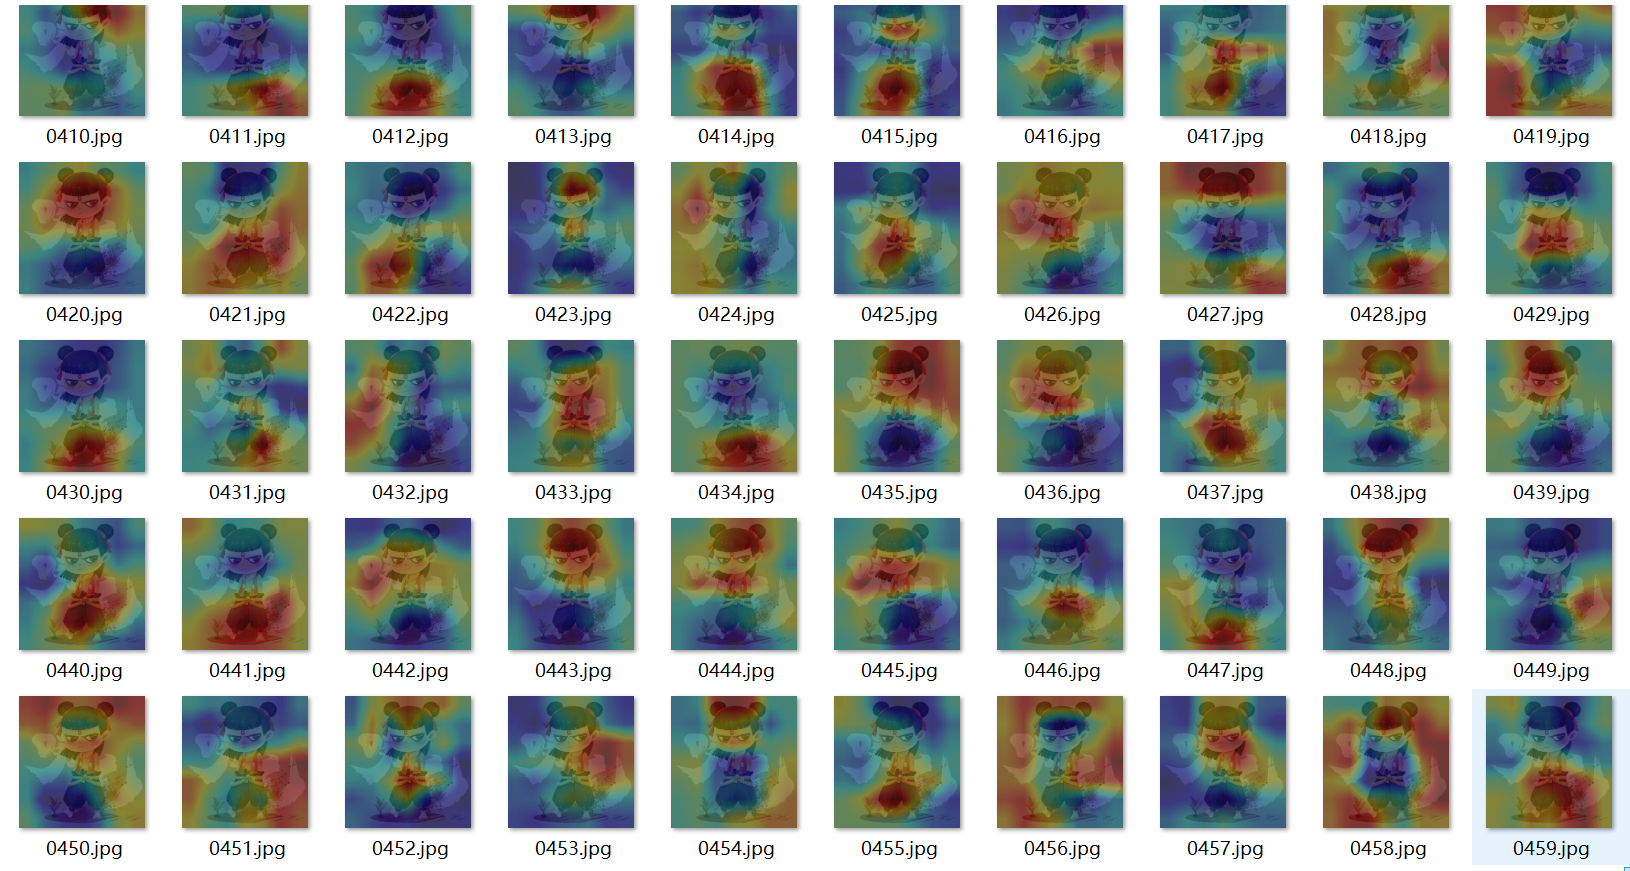 0410.jpg 0411.jpg 0412.jpg 0413.jpg 0414.jpg 0415.jpg 0416.jpg 0417.jpg 0418.jpg 0419.jpg
0420.jpg 0421.jpg 0422.jpg 0423.jpg 0424.jpg 0425.jpg 0426.jpg 0427.jpg 0428.jpg 0429.jpg
0430.jpg 0431.jpg 0432.jpg 0433.jpg 0434.jpg 0435.jpg 0436.jpg 0437.jpg 0438.jpg 0439.jpg
0440.jpg 0441.jpg 0442.jpg 0443.jpg 0444.jpg 0445.jpg 0446.jpg 0447.jpg 0448.jpg 0449.jpg
0450.jpg 0451.jpg 0452.jpg 0453.jpg 0454.jpg 0455.jpg 0456.jpg 0457.jpg 0458.jpg 0459.jpg